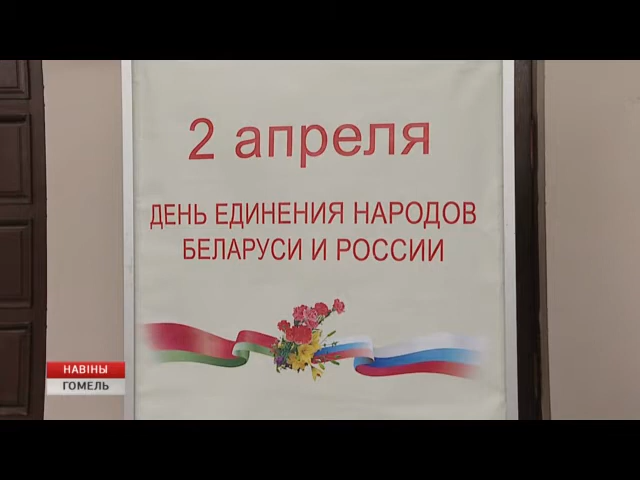 2 апреля
ДЕНЬ ЕДИНЕНИЯ НАРОДОВ
БЕЛАРУСИ И РОССИИ
НАВІНЫ
ГОМЕЛЬ